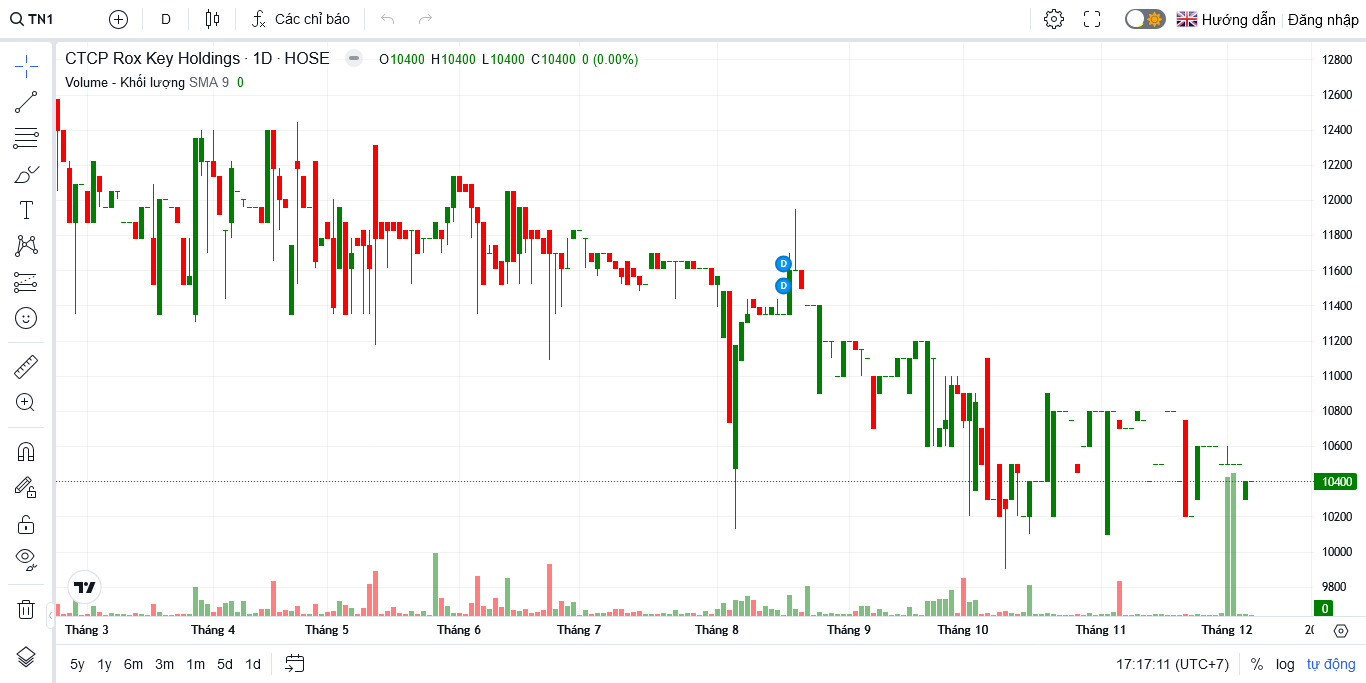 TN1 D Các chỉ báo Hướng dẫn Đăng nhập
CTCP Rox Key Holdings · 1D · HOSE O10400 H10400 L10400 C10400 0 (0.00%)
Volume - Khối lượng SMA 9 0
12800
12600
12400
12200
12000
11800
11600
11400
11200
11000
10800
10600
10400
10200
10000
9800
0
D
D
Tháng 3 Tháng 4 Tháng 5 Tháng 6 Tháng 7 Tháng 8 Tháng 9 Tháng 10 Tháng 11 Tháng 12
5y 1y 6m 3m 1m 5d 1d 17:17:11 (UTC+7) % log tự động